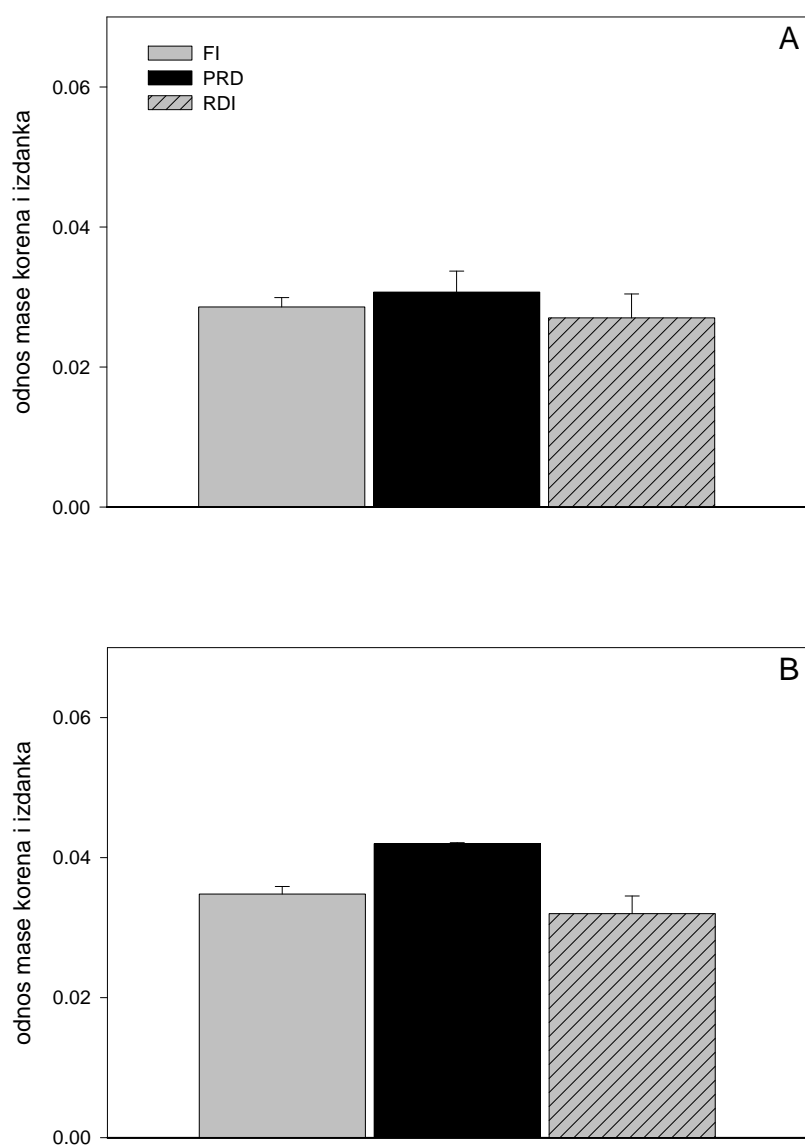 A
FI
PRD
RDI
odnos mase korena i izdanka
0.06
0.04
0.02
0.00
B
odnos mase korena i izdanka
0.06
0.04
0.02
0.00